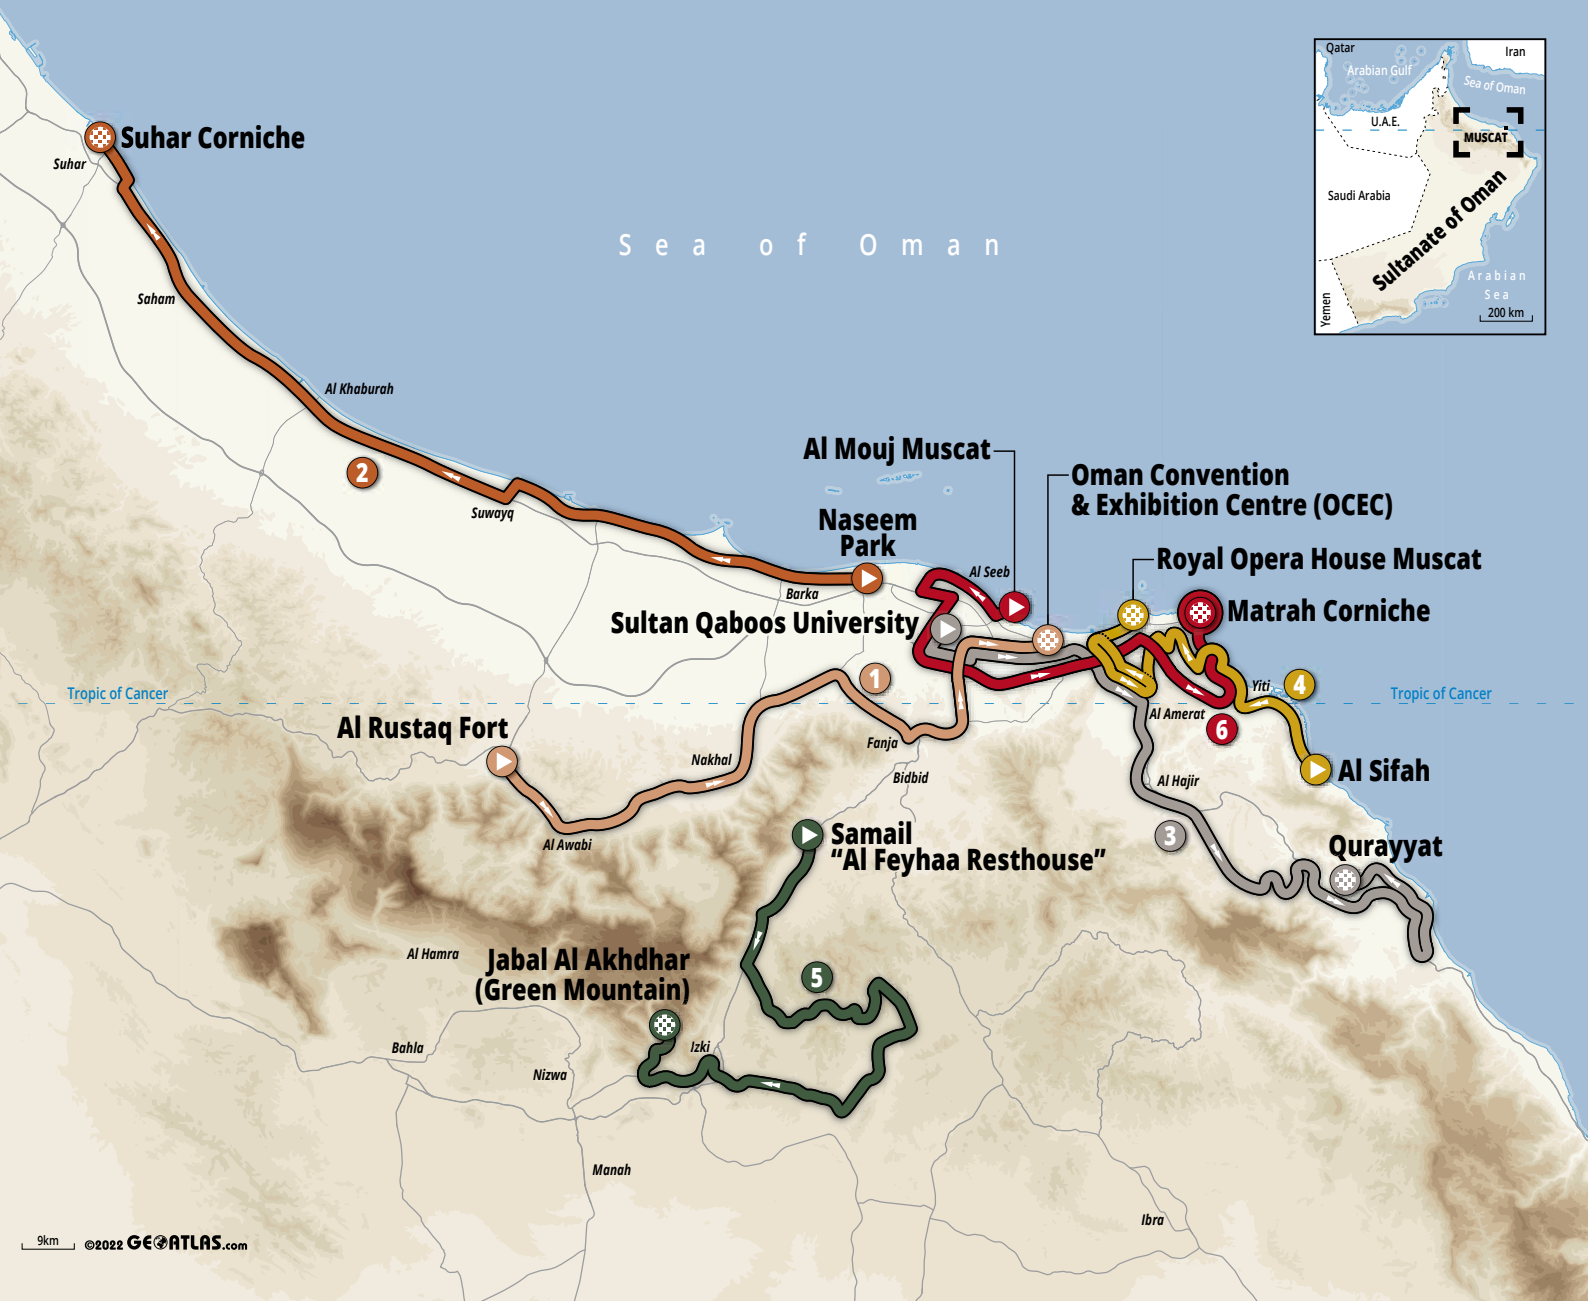 Qatar
Iran
Arabian Gulf
Sea of Oman
U.A.E.
MUSCAT
Saudi Arabia
Sultanate of Oman
Arabian
Sea
Yemen
200 km
Suhar Corniche
Suhar
Sea of Oman
Saham
Al Khaburah
2
Suwayq
Al Mouj Muscat
Oman Convention
& Exhibition Centre (OCEC)
Naseem
Park
Royal Opera House Muscat
Al Seeb
Barka
Sultan Qaboos University
Matrah Corniche
1
Yiti
4
Tropic of Cancer
Tropic of Cancer
Al Amerat
6
Al Rustaq Fort
Fanja
Nakhal
Bidbid
Al Sifah
Al Hajir
Al Awabi
Samail
“Al Feyhaa Resthouse”
3
Qurayyat
Al Hamra
Jabal Al Akhdhar
(Green Mountain)
5
Bahla
Izki
Nizwa
Manah
Ibra
9km
©2022 GEOATLAS.com